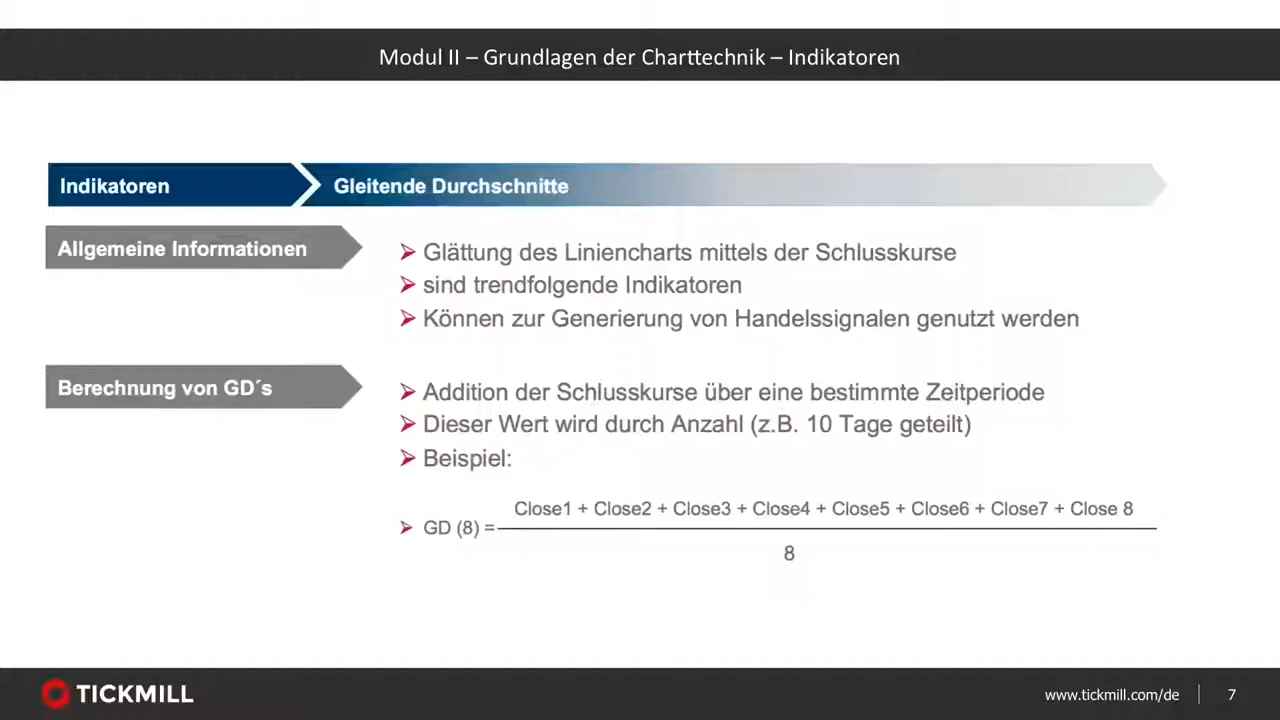 Modul II – Grundlagen der Charttechnik – Indikatoren
Indikatoren
Gleitende Durchschnitte
Allgemeine Informationen
Glättung des Liniencharts mittels der Schlusskurse
sind trendfolgende Indikatoren
Können zur Generierung von Handelssignalen genutzt werden
Berechnung von GD´s
Addition der Schlusskurse über eine bestimmte Zeitperiode
Dieser Wert wird durch Anzahl (z.B. 10 Tage geteilt)
Beispiel:
Close1 + Close2 + Close3 + Close4 + Close5 + Close6 + Close7 + Close 8
GD (8) =
8
TICKMILL
www.tickmill.com/de
7